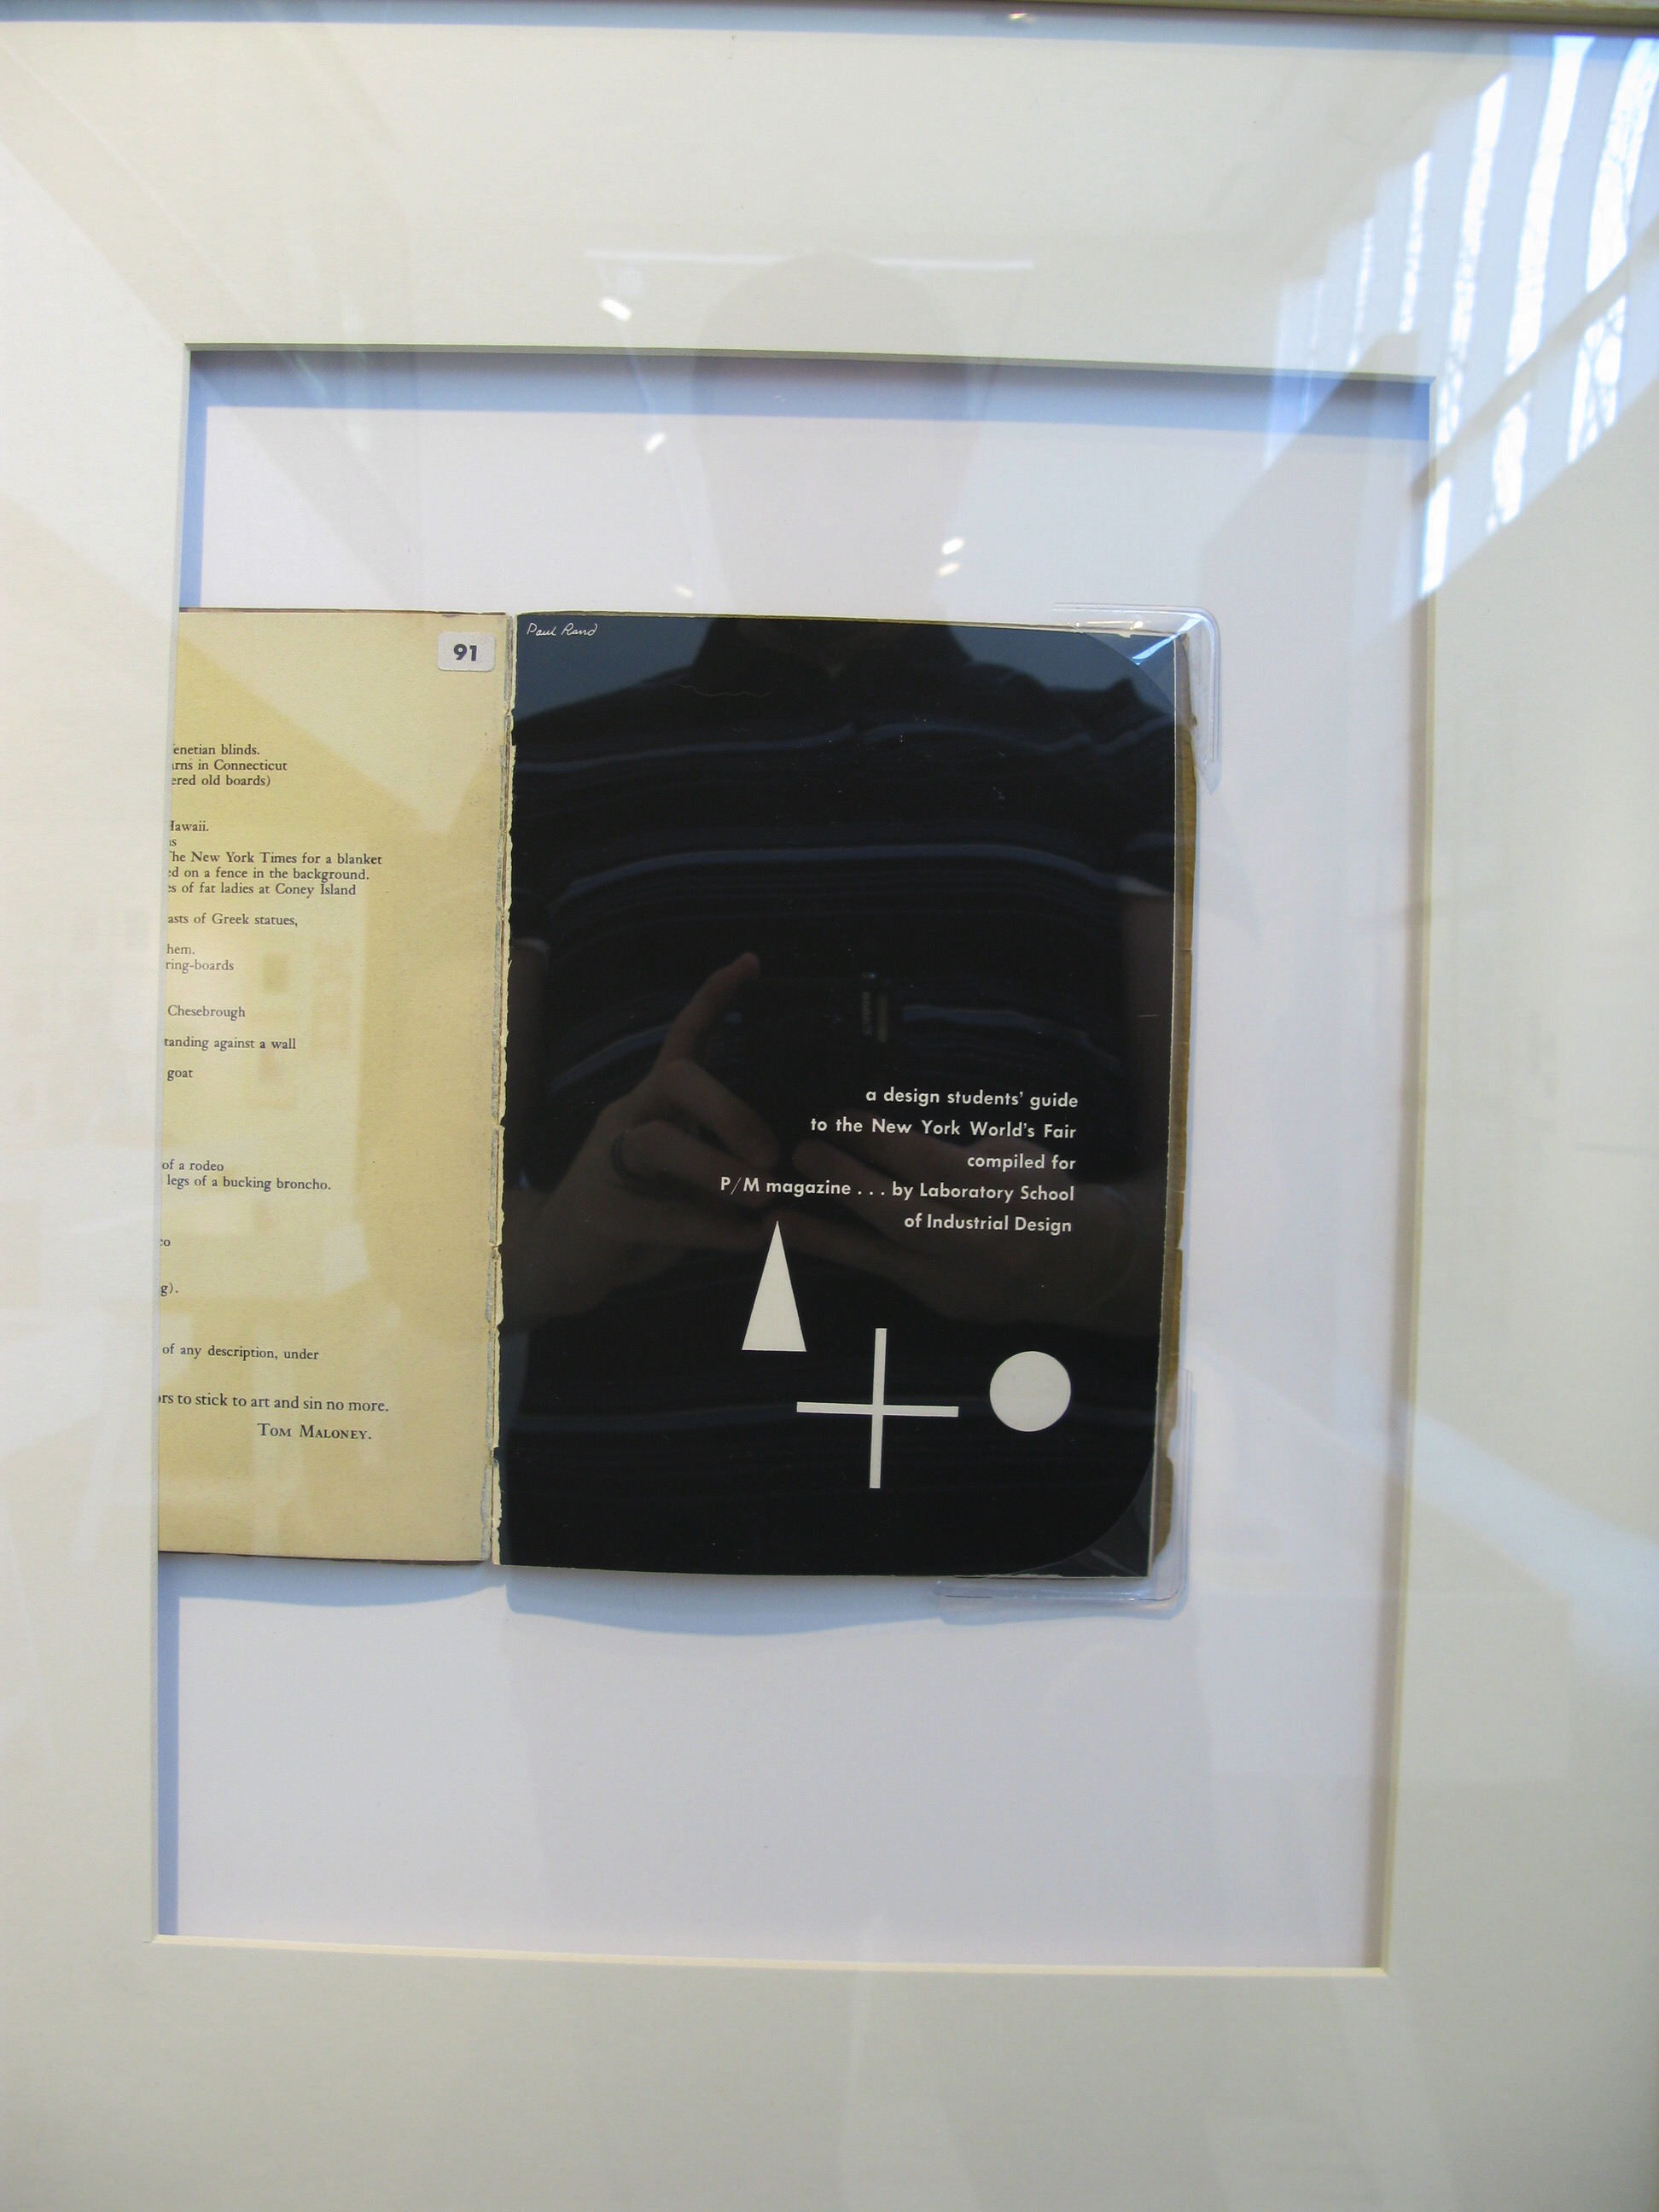 91
enetian blinds.
rns in Connecticut
ered old boards)
Hawaii.
s
The New York Times for a blanket
ed on a fence in the background.
es of fat ladies at Coney Island
asts of Greek statues,
hem.
ring-boards
Chesebrough
tanding against a wall
goat
of a rodeo
legs of a bucking broncho.
co
g).
of any description, under
ors to stick to art and sin no more.
Tom Maloney.
Paul Rand
a design students' guide
to the New York World's Fair
compiled for
P/M magazine . . . by Laboratory School
of Industrial Design